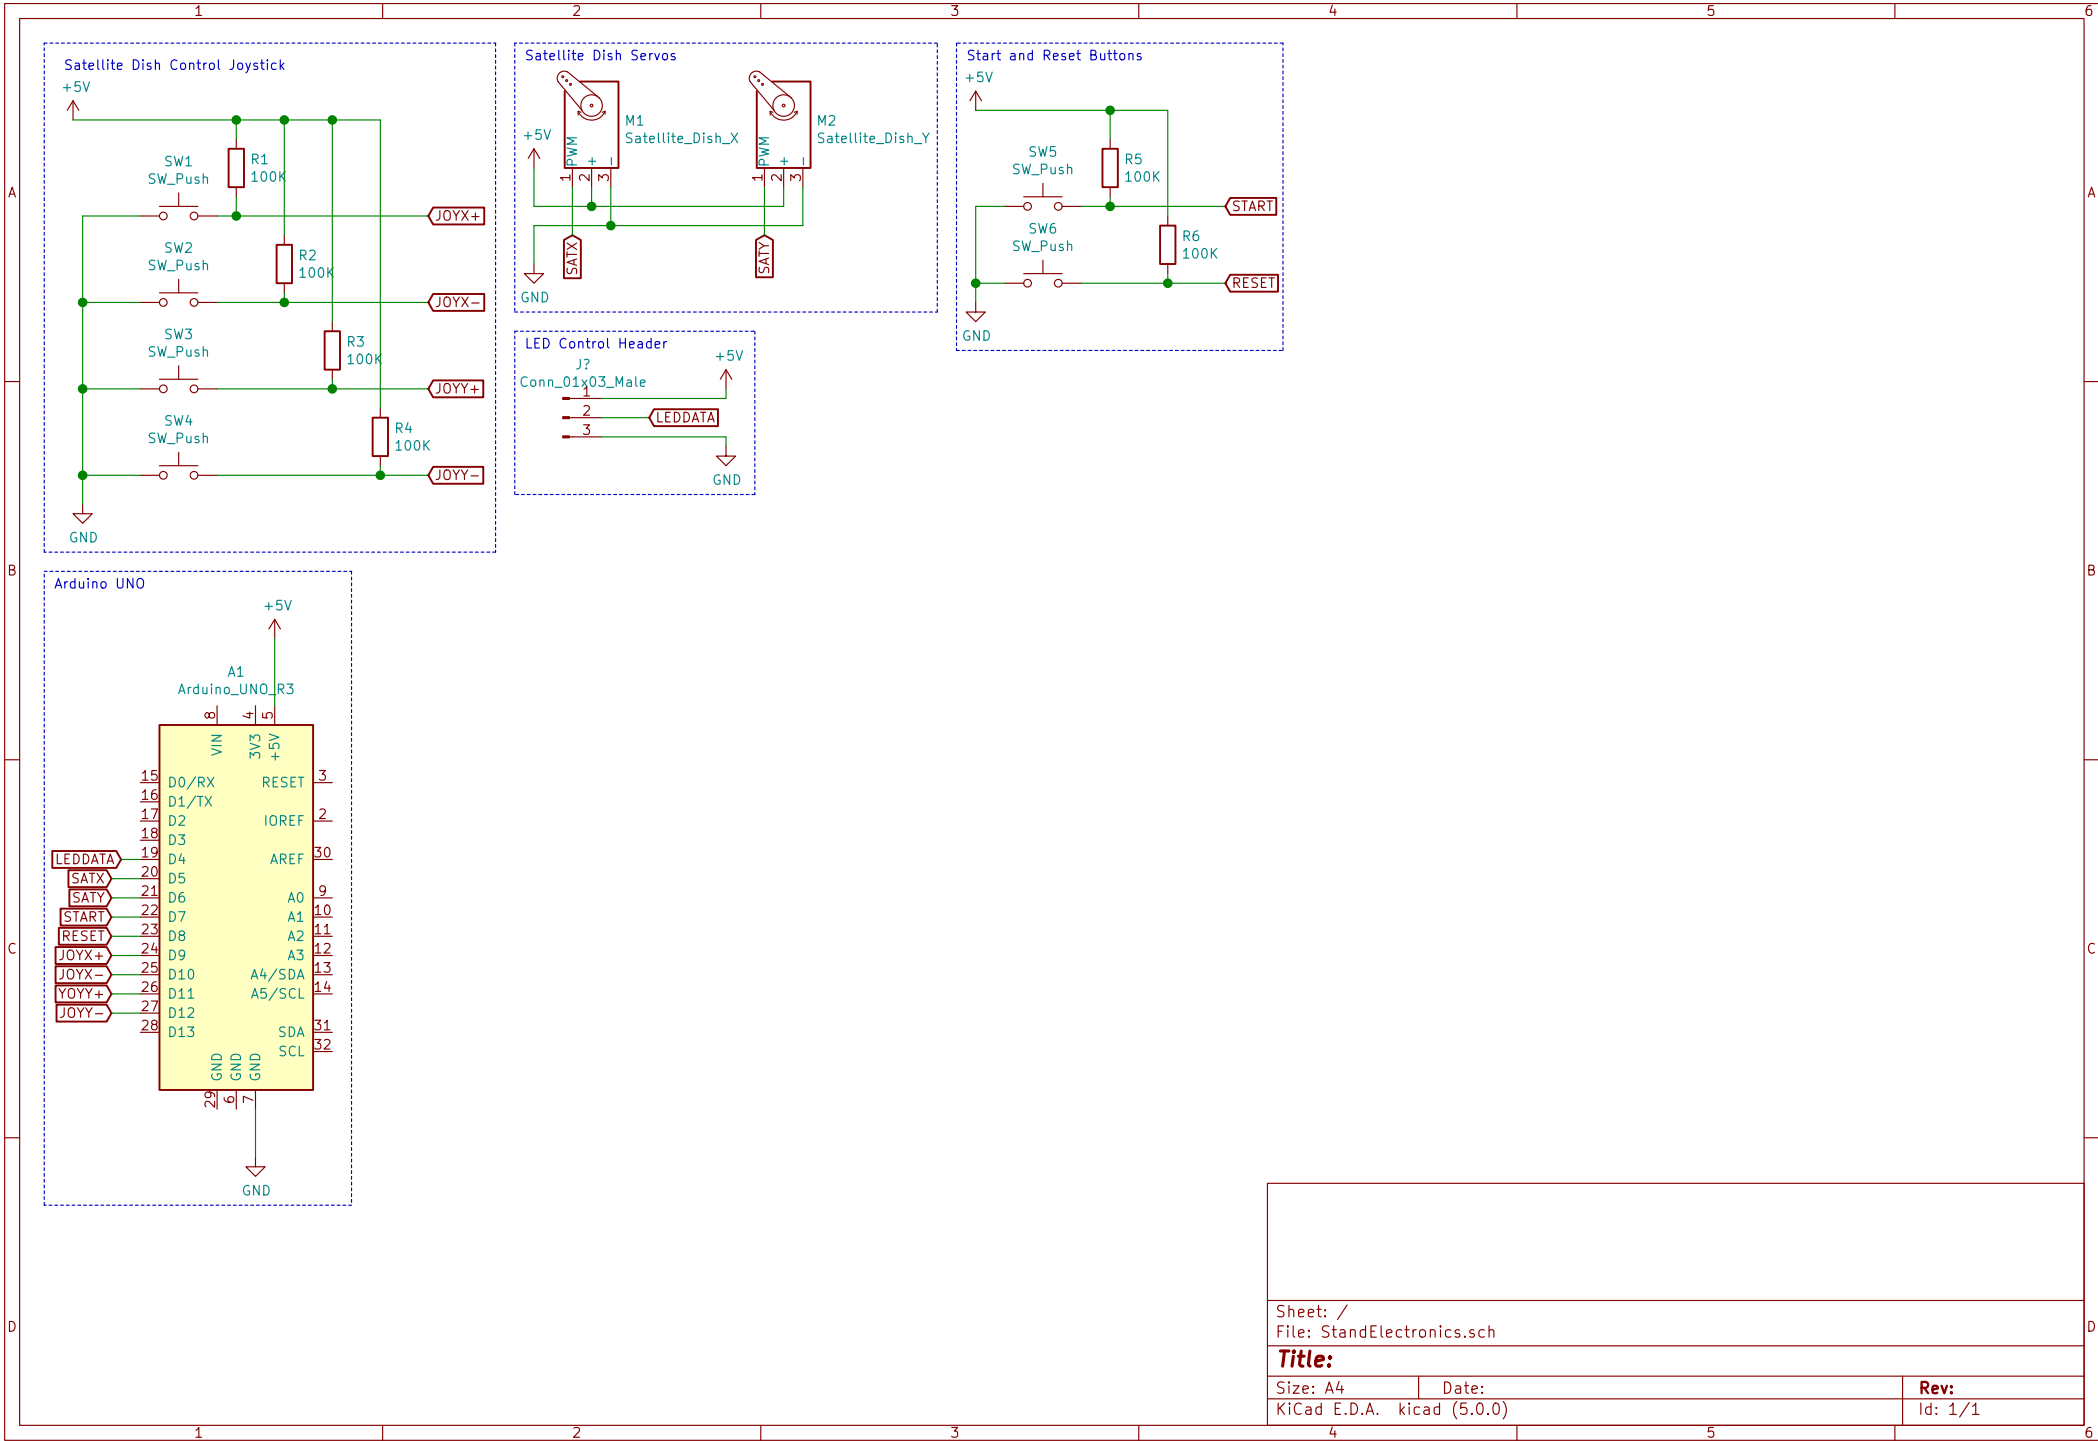 1 2 3 4 5 6
Satellite Dish Control Joystick
+5V
R1
100K
SW1
SW_Push
JOYX+
R2
100K
SW2
SW_Push
JOYX−
R3
100K
SW3
SW_Push
JOYY+
R4
100K
SW4
SW_Push
JOYY−
GND
Satellite Dish Servos
+5V
M1
Satellite_Dish_X
PWM + −
1 2 3
M2
Satellite_Dish_Y
PWM + −
1 2 3
SATX
SATY
GND
Start and Reset Buttons
+5V
R5
100K
SW5
SW_Push
START
R6
100K
SW6
SW_Push
RESET
GND
LED Control Header
J?
Conn_01x03_Male
+5V
1
2
LEDDATA
3
GND
Arduino UNO
+5V
A1
Arduino_UNO_R3
8 4 5
VIN 3V3 +5V
15 D0/RX RESET 3
16 D1/TX
17 D2 IOREF 2
18 D3
LEDDATA 19 D4 AREF 30
SATX 20 D5
SATY 21 D6 A0 9
START 22 D7 A1 10
RESET 23 D8 A2 11
JOYX+ 24 D9 A3 12
JOYX− 25 D10 A4/SDA 13
YOYY+ 26 D11 A5/SCL 14
JOYY− 27 D12
28 D13 SDA 31
SCL 32
GND GND GND
29 6 7
GND
A A
B B
C C
D D
Sheet: /
File: StandElectronics.sch
Title:
Size: A4 Date: Rev:
KiCad E.D.A. kicad (5.0.0) Id: 1/1
1 2 3 4 5 6